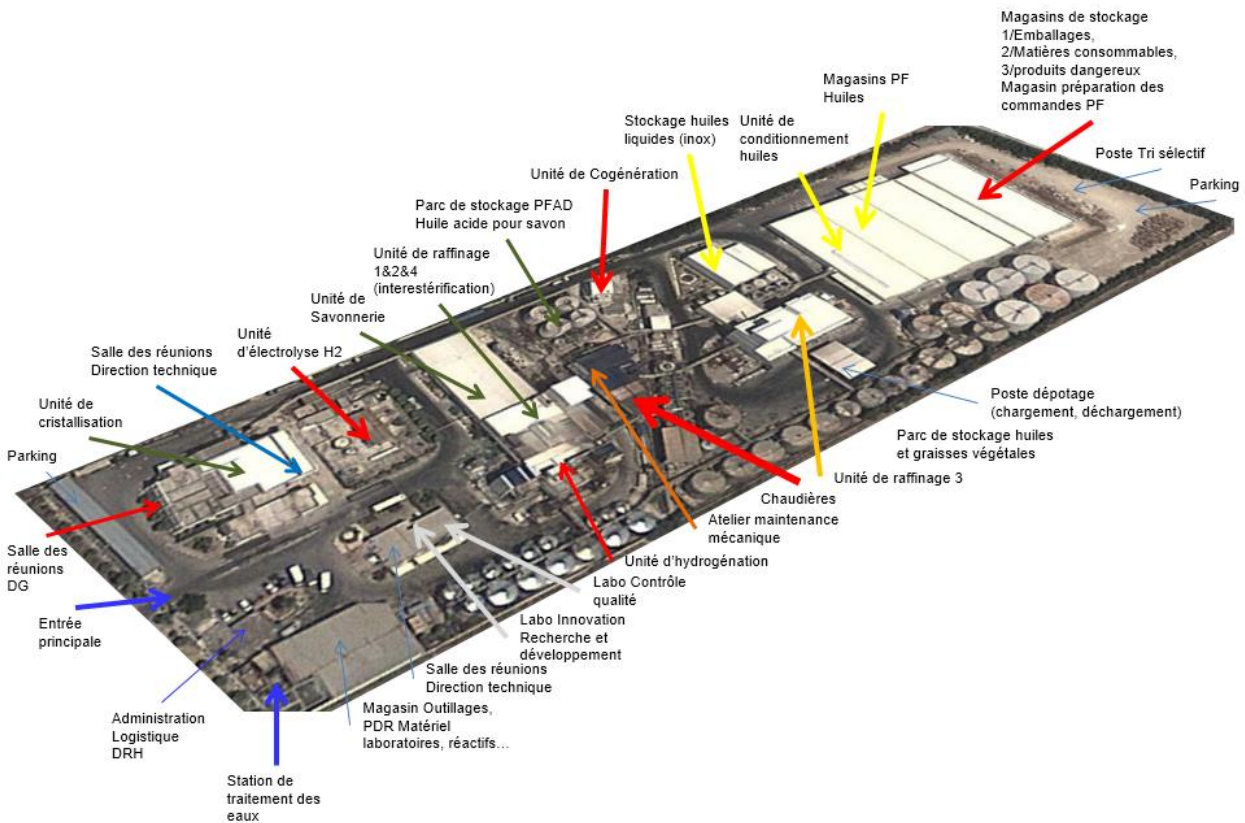 Magasins de stockage
1/Emballages,
2/Matières consommables,
3/produits dangereux
Magasin préparation des
commandes PF
Magasins PF
Huiles
Stockage huiles
liquides (inox)
Unité de
conditionnement
huiles
Poste Tri sélectif
Unité de Cogénération
Parking
Parc de stockage PFAD
Huile acide pour savon
Unité de raffinage
1&2&4
(interestérification)
Unité de
Savonnerie
Unité
d'électrolyse H2
Salle des réunions
Direction technique
Unité de
cristallisation
Parking
Poste dépotage
(chargement, déchargement)
Parc de stockage huiles
et graisses végétales
Unité de raffinage 3
Chaudières
Atelier maintenance
mécanique
Unité d'hydrogénation
Labo Contrôle
qualité
Labo Innovation
Recherche et
développement
Salle des
réunions
DG
Entrée
principale
Salle des réunions
Direction technique
Magasin Outillages,
PDR Matériel
laboratoires, réactifs…
Administration
Logistique
DRH
Station de
traitement des
eaux